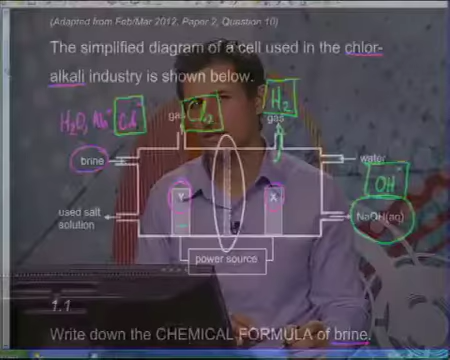 (Adapted from Feb/Mar 2012, Paper 2, Question 10)
The simplified diagram of a cell used in the chlor-
alkali industry is shown below.
H₂O, Na⁺ Cl⁻
gas Cl₂
H₂
gas
brine
water
OH⁻
Y
X
used salt
solution
NaOH(aq)
power source
1.1
Write down the CHEMICAL FORMULA of brine.